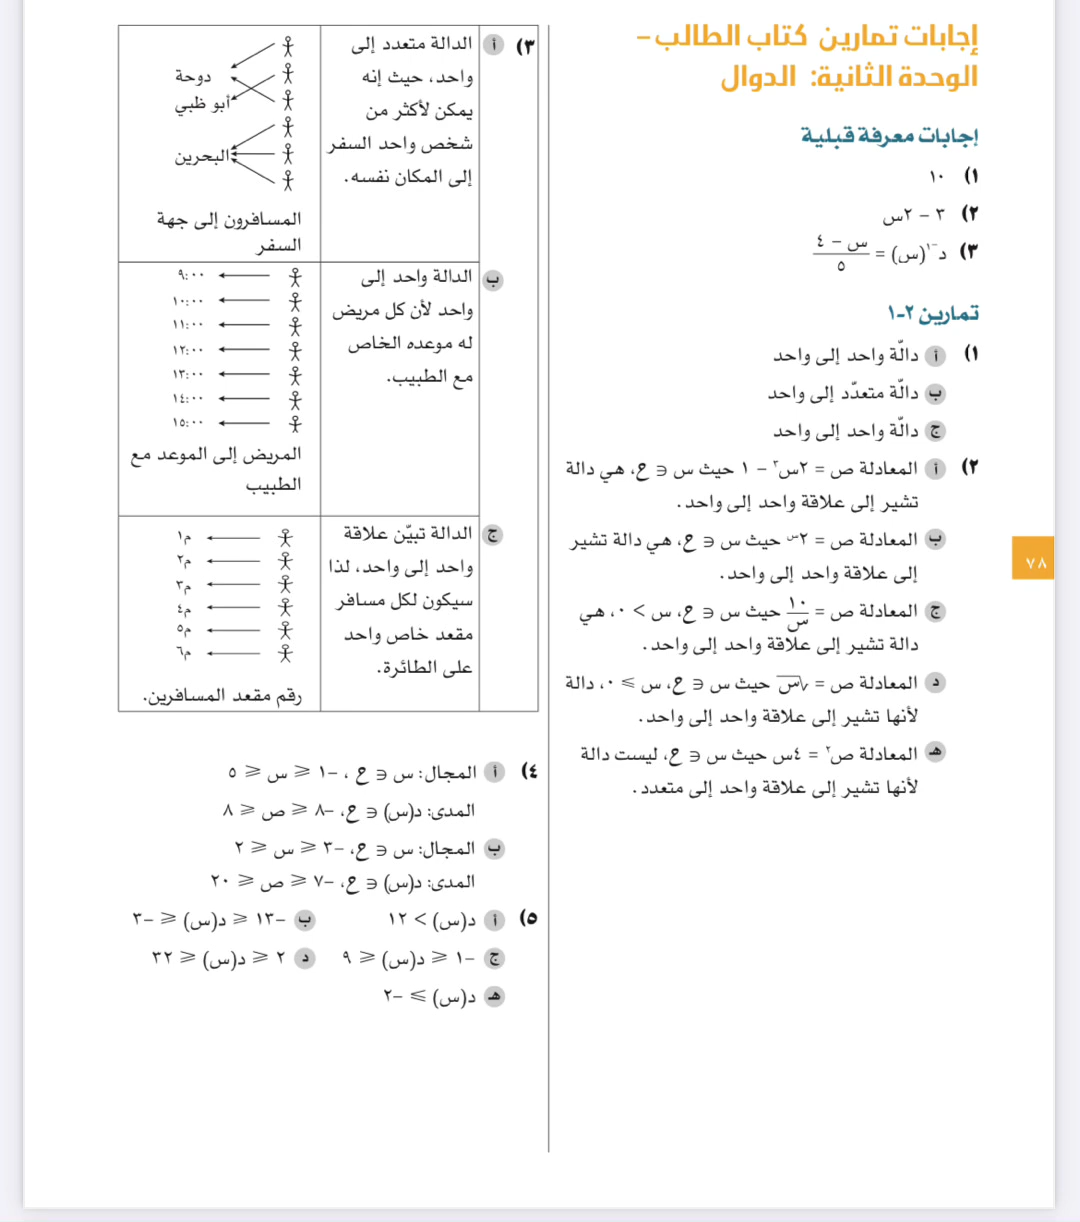 إجابات تمارين كتاب الطالب –
الوحدة الثانية: الدوال
إجابات معرفة قبلية
١) ١٠
٢) ٣ – ٢س
٣) د⁻¹(س) = (س – ٤)/٥
تمارين ٢-١
١) أ دالّة واحد إلى واحد
ب دالّة متعدّد إلى واحد
ج دالّة واحد إلى واحد
٢) أ المعادلة ص = ٢س٣ – ١ حيث س ∈ ح، هي دالة
تشير إلى علاقة واحد إلى واحد.
ب المعادلة ص = ٢س حيث س ∈ ح، هي دالة تشير
إلى علاقة واحد إلى واحد.
ج المعادلة ص = ١٠/س حيث س ∈ ح، س > ٠، هي
دالة تشير إلى علاقة واحد إلى واحد.
د المعادلة ص = √س حيث س ∈ ح، س ⩾ ٠، دالة
لأنها تشير إلى علاقة واحد إلى واحد.
هـ المعادلة ص٢ = ٤س حيث س ∈ ح، ليست دالة
لأنها تشير إلى علاقة واحد إلى متعدد.
٣) أ الدالة متعدد إلى
واحد، حيث إنه
يمكن لأكثر من
شخص واحد السفر
إلى المكان نفسه.
دوحة
أبو ظبي
البحرين
المسافرون إلى جهة
السفر
ب الدالة واحد إلى
واحد لأن كل مريض
له موعده الخاص
مع الطبيب.
٩:٠٠
١٠:٠٠
١١:٠٠
١٢:٠٠
١٣:٠٠
١٤:٠٠
١٥:٠٠
المريض إلى الموعد مع
الطبيب
ج الدالة تبيّن علاقة
واحد إلى واحد، لذا
سيكون لكل مسافر
مقعد خاص واحد
على الطائرة.
م١
م٢
م٣
م٤
م٥
م٦
رقم مقعد المسافرين.
٤) أ المجال: س ∈ ح ، –١ ⩽ س ⩽ ٥
المدى: د(س) ∈ ح، –٨ ⩽ ص ⩽ ٨
ب المجال: س ∈ ح، –٣ ⩽ س ⩽ ٢
المدى: د(س) ∈ ح، –٧ ⩽ ص ⩽ ٢٠
٥) أ د(س) > ١٢ ب –١٣ ⩽ د(س) ⩽ –٣
ج –١ ⩽ د(س) ⩽ ٩ د ٢ ⩽ د(س) ⩽ ٣٢
هـ د(س) ⩾ –٢
٧٨